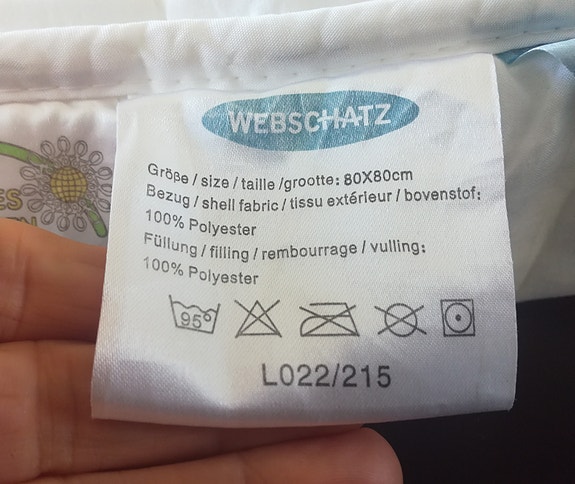 WEBSCHATZ
Größe / size / taille /grootte: 80X80cm
Bezug / shell fabric / tissu extérieur / bovenstof:
100% Polyester
Füllung / filling / rembourrage / vulling:
100% Polyester
95°
L022/215